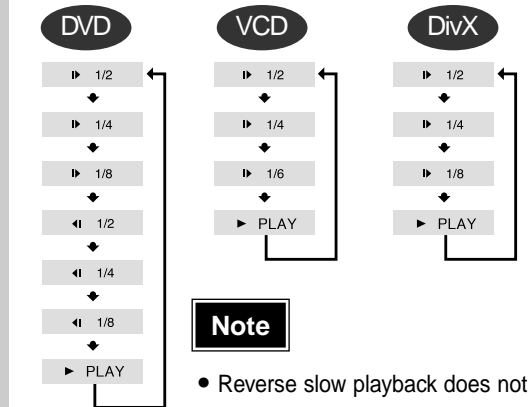 DVD
I▶ 1/2
I▶ 1/4
I▶ 1/8
◀I 1/2
◀I 1/4
◀I 1/8
► PLAY
VCD
I▶ 1/2
I▶ 1/4
I▶ 1/6
► PLAY
DivX
I▶ 1/2
I▶ 1/4
I▶ 1/8
► PLAY
Note
• Reverse slow playback does not